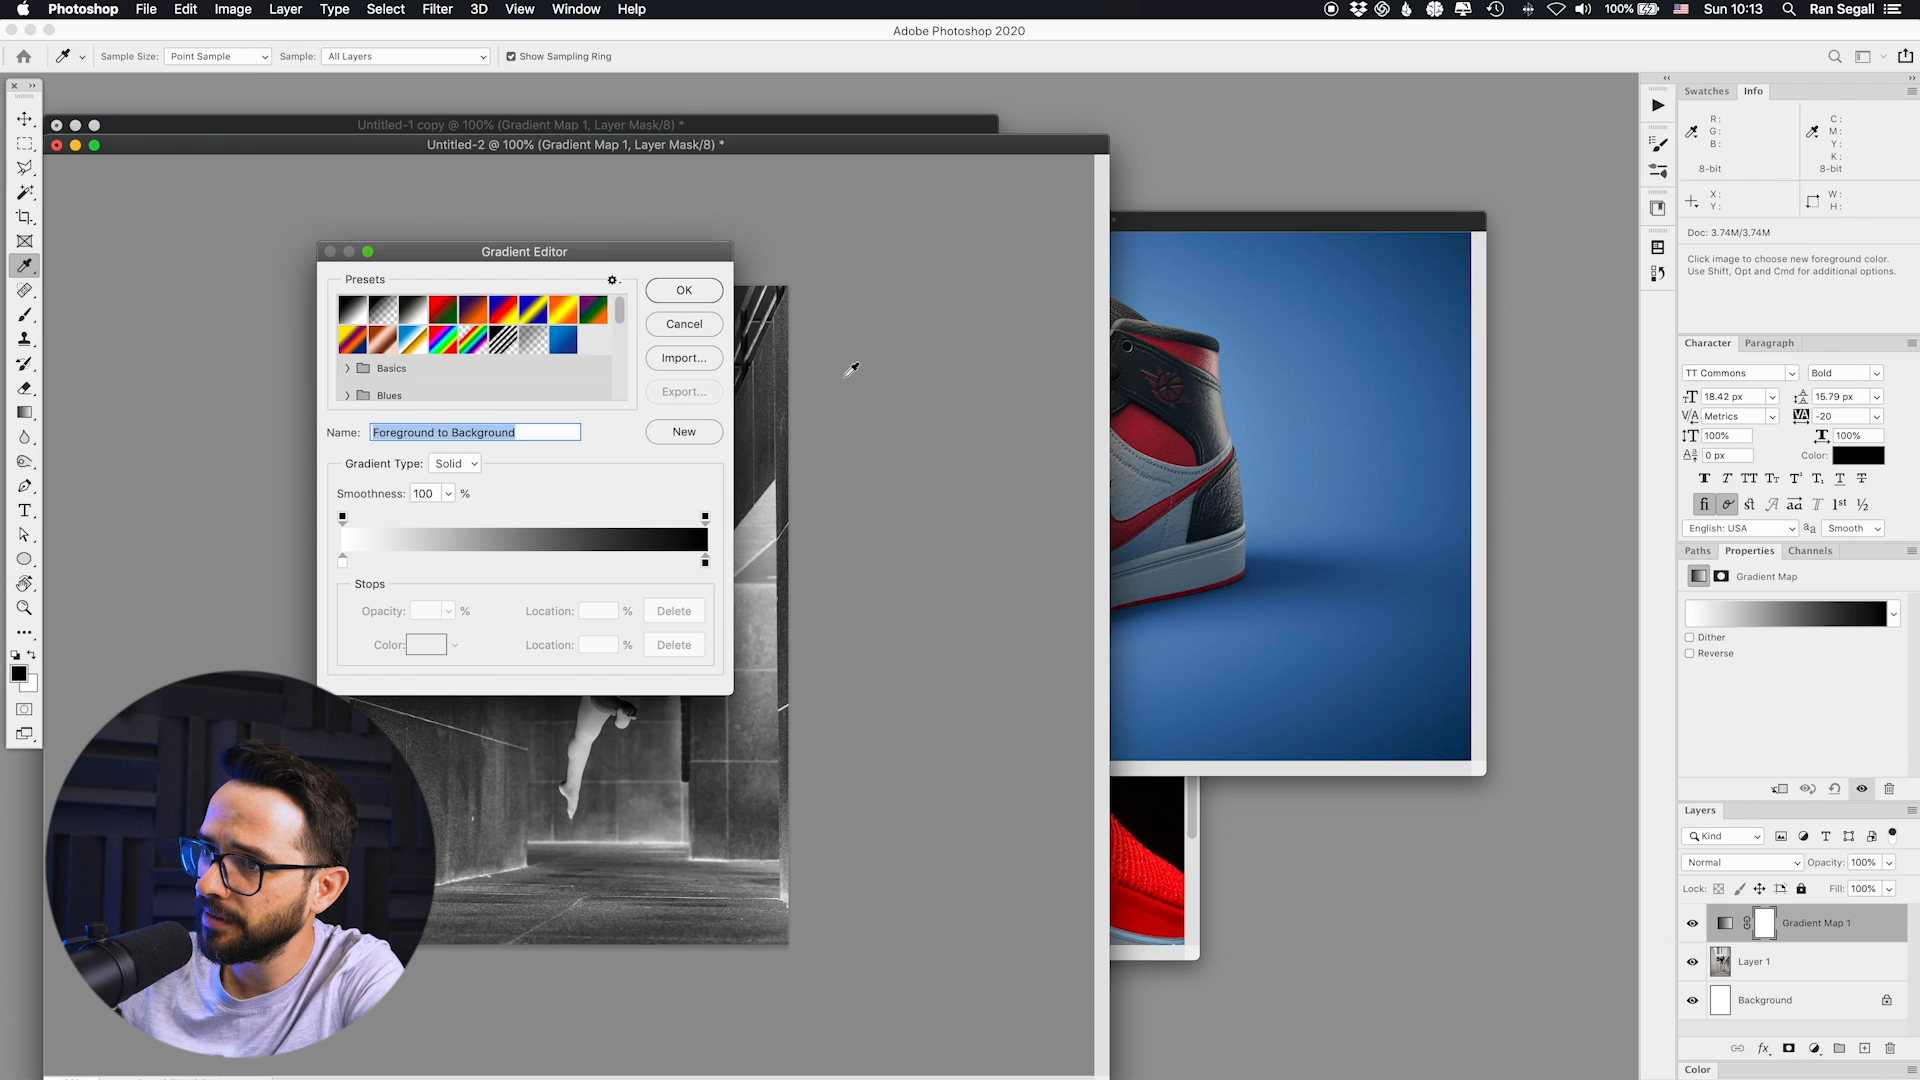 Photoshop File Edit Image Layer Type Select Filter 3D View Window Help 100% Sun 10:13 Ran Segall
Adobe Photoshop 2020
Sample Size: Point Sample Sample: All Layers Show Sampling Ring
Untitled-1 copy @ 100% (Gradient Map 1, Layer Mask/8) *
Untitled-2 @ 100% (Gradient Map 1, Layer Mask/8) *
Gradient Editor
Presets
OK
Cancel
Import...
Export...
Basics
Blues
Name: Foreground to Background
New
Gradient Type: Solid
Smoothness: 100 %
Stops
Opacity: % Location: % Delete
Color: Location: % Delete
Swatches Info
R: C:
G: M:
B: Y:
K:
8-bit 8-bit
X: W:
Y: H:
Doc: 3.74M/3.74M
Click image to choose new foreground color.
Use Shift, Opt and Cmd for additional options.
Character Paragraph
TT Commons Bold
18.42 px 15.79 px
Metrics -20
100% 100%
0 px Color:
English: USA Smooth
Paths Properties Channels
Gradient Map
Dither
Reverse
Layers
Kind
Normal Opacity: 100%
Lock: Fill: 100%
Gradient Map 1
Layer 1
Background
Color